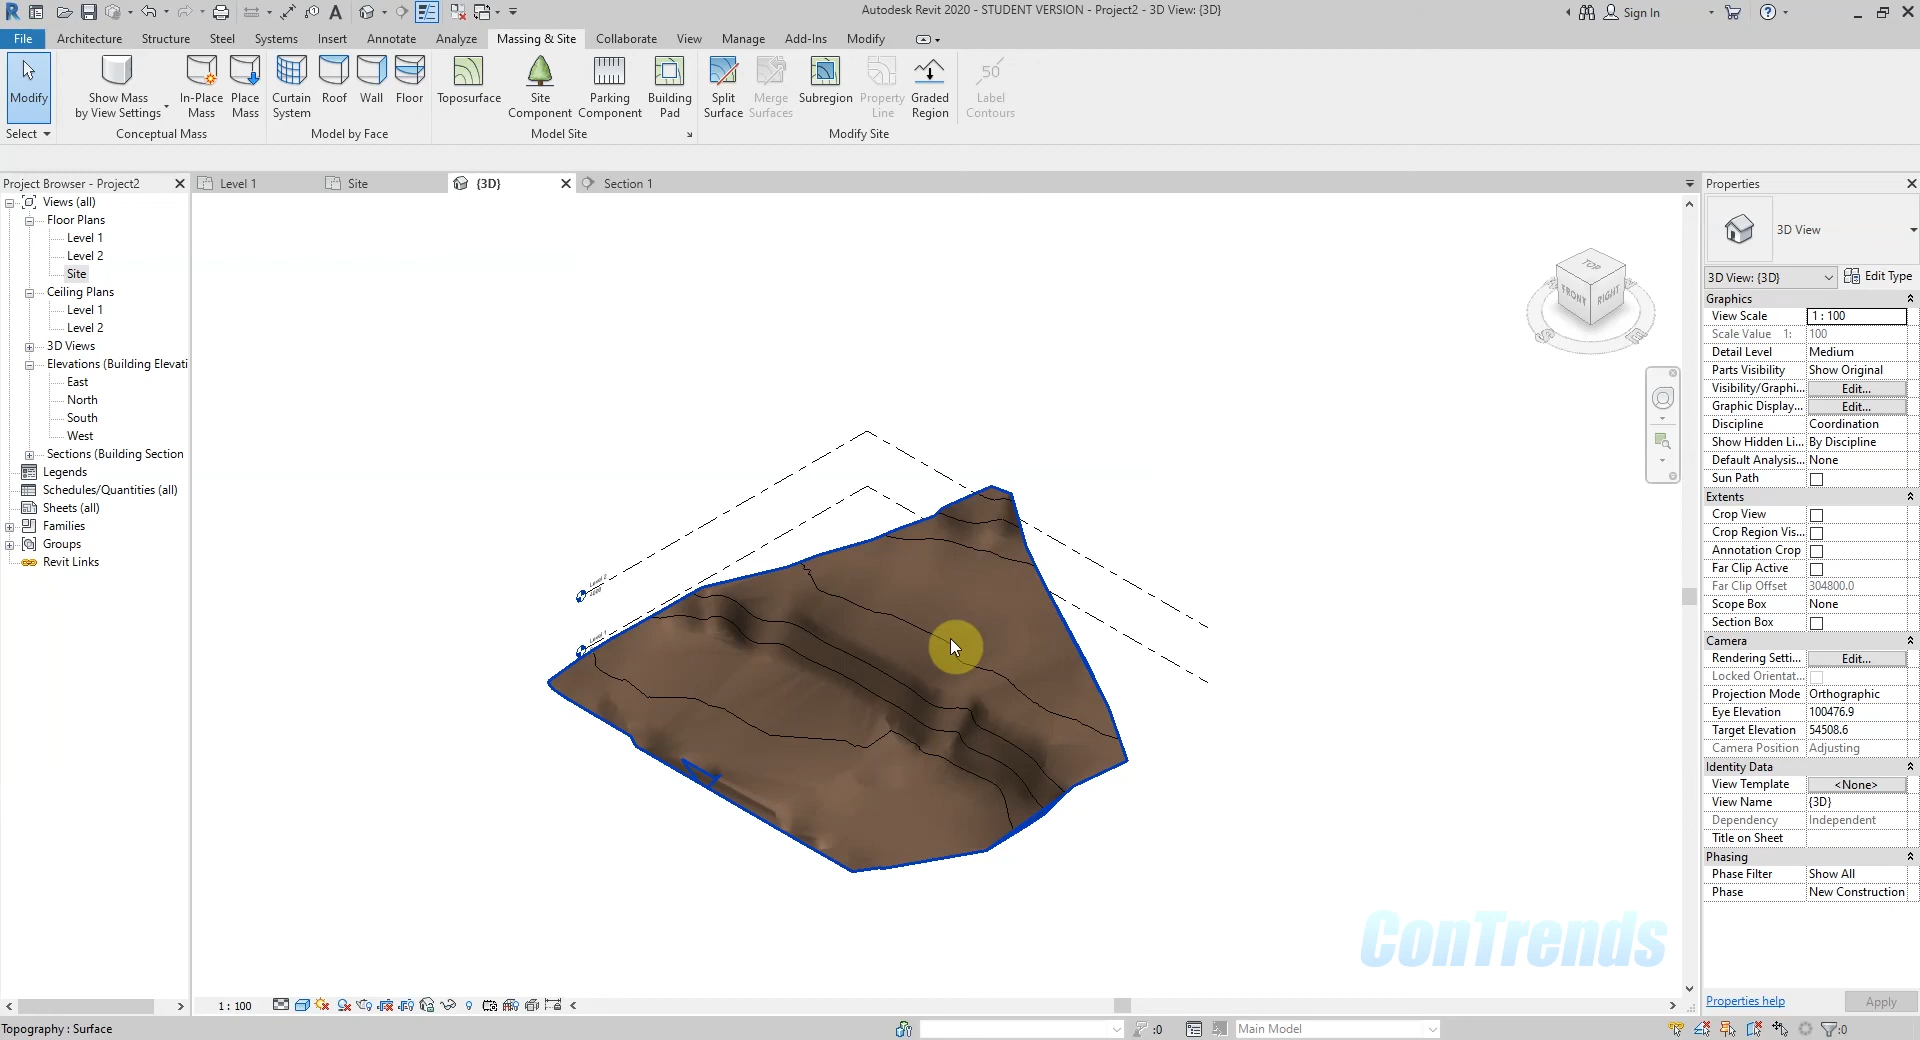 Autodesk Revit 2020 - STUDENT VERSION - Project2 - 3D View: {3D}
Sign In
File Architecture Structure Steel Systems Insert Annotate Analyze Massing & Site Collaborate View Manage Add-Ins Modify
Modify
Show Mass by View Settings
In-Place Mass
Place Mass
Curtain System
Roof
Wall
Floor
Toposurface
Site Component
Parking Component
Building Pad
Split Surface
Merge Surfaces
Subregion
Property Line
Graded Region
50
Label Contours
Select
Conceptual Mass
Model by Face
Model Site
Modify Site
Project Browser - Project2
Level 1
Site
{3D}
Section 1
Properties
Views (all)
Floor Plans
Level 1
Level 2
Site
Ceiling Plans
Level 1
Level 2
3D Views
Elevations (Building Elevati
East
North
South
West
Sections (Building Section
Legends
Schedules/Quantities (all)
Sheets (all)
Families
Groups
Revit Links
TOP
FRONT
RIGHT
Level 2
Level 1
ConTrends
3D View
3D View: {3D}
Edit Type
Graphics
View Scale 1 : 100
Scale Value 1: 100
Detail Level Medium
Parts Visibility Show Original
Visibility/Graphi... Edit...
Graphic Display... Edit...
Discipline Coordination
Show Hidden Li... By Discipline
Default Analysis... None
Sun Path
Extents
Crop View
Crop Region Vis...
Annotation Crop
Far Clip Active
Far Clip Offset 304800.0
Scope Box None
Section Box
Camera
Rendering Setti... Edit...
Locked Orientat...
Projection Mode Orthographic
Eye Elevation 100476.9
Target Elevation 54508.6
Camera Position Adjusting
Identity Data
View Template <None>
View Name {3D}
Dependency Independent
Title on Sheet
Phasing
Phase Filter Show All
Phase New Construction
Properties help
Apply
1 : 100
Topography : Surface
:0
Main Model
:0